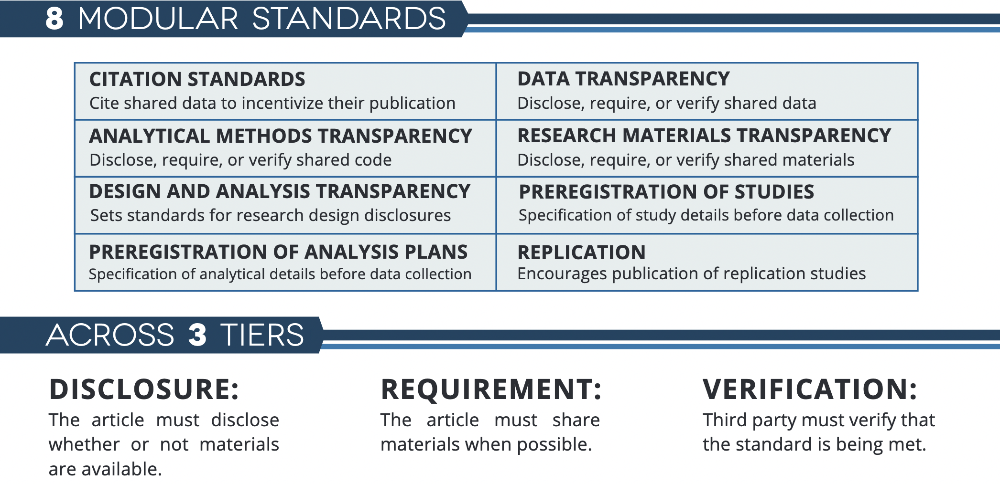 8 MODULAR STANDARDS
CITATION STANDARDS
Cite shared data to incentivize their publication
DATA TRANSPARENCY
Disclose, require, or verify shared data
ANALYTICAL METHODS TRANSPARENCY
Disclose, require, or verify shared code
RESEARCH MATERIALS TRANSPARENCY
Disclose, require, or verify shared materials
DESIGN AND ANALYSIS TRANSPARENCY
Sets standards for research design disclosures
PREREGISTRATION OF STUDIES
Specification of study details before data collection
PREREGISTRATION OF ANALYSIS PLANS
Specification of analytical details before data collection
REPLICATION
Encourages publication of replication studies
ACROSS 3 TIERS
DISCLOSURE:
The article must disclose
whether or not materials
are available.
REQUIREMENT:
The article must share
materials when possible.
VERIFICATION:
Third party must verify that
the standard is being met.